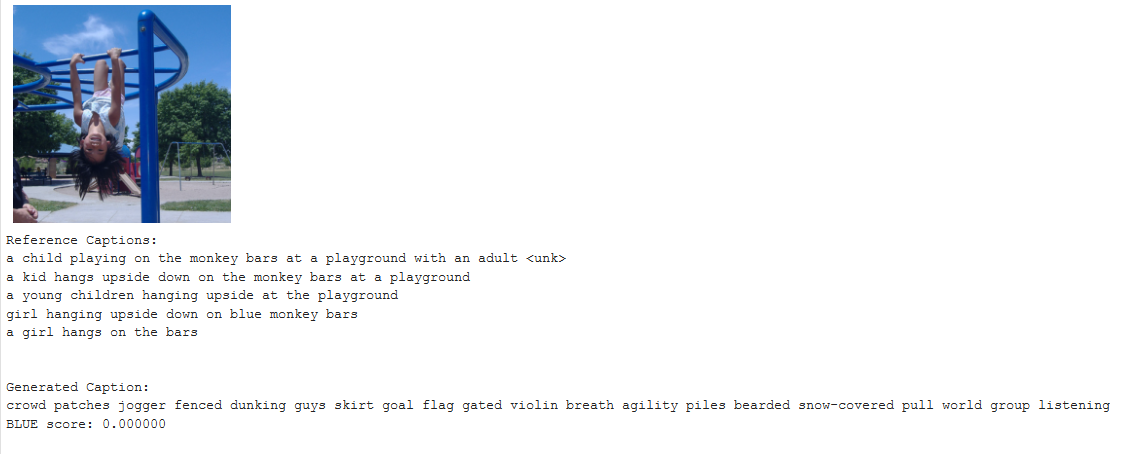 Reference Captions:
a child playing on the monkey bars at a playground with an adult <unk>
a kid hangs upside down on the monkey bars at a playground
a young children hanging upside at the playground
girl hanging upside down on blue monkey bars
a girl hangs on the bars
Generated Caption:
crowd patches jogger fenced dunking guys skirt goal flag gated violin breath agility piles bearded snow-covered pull world group listening
BLUE score: 0.000000